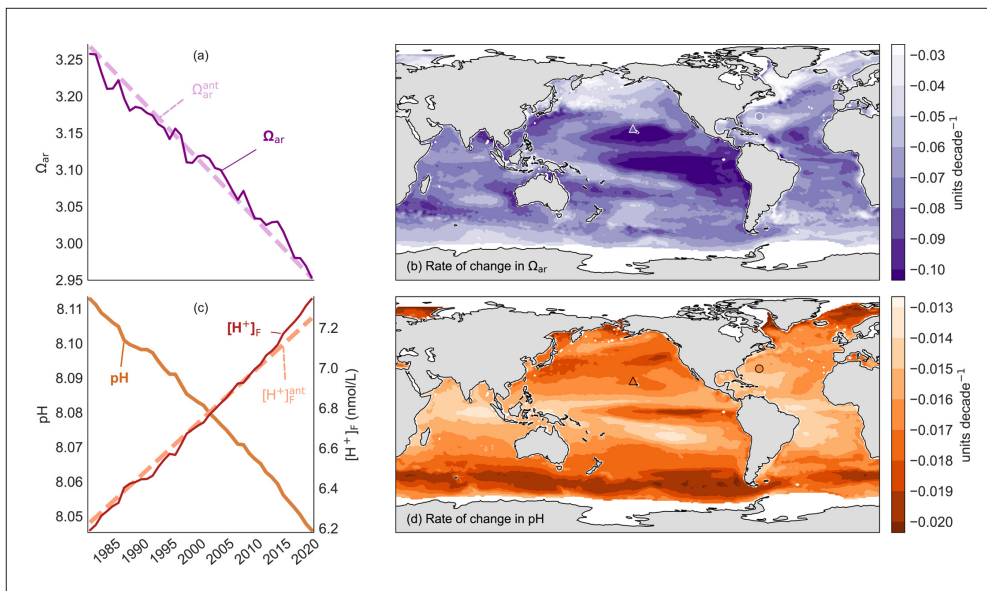 (a)
3.25
3.20
3.15
3.10
3.05
3.00
2.95
Ωar
Ωantar
Ωar
(b) Rate of change in Ωar
−0.03
−0.04
−0.05
−0.06
−0.07
−0.08
−0.09
−0.10
units decade−1
(c)
8.11
8.10
8.09
8.08
8.07
8.06
8.05
pH
pH
[H+]F
[H+]antF
7.2
7.0
6.8
6.6
6.4
6.2
[H+]F (nmol/L)
1985 1990 1995 2000 2005 2010 2015 2020
(d) Rate of change in pH
−0.013
−0.014
−0.015
−0.016
−0.017
−0.018
−0.019
−0.020
units decade−1